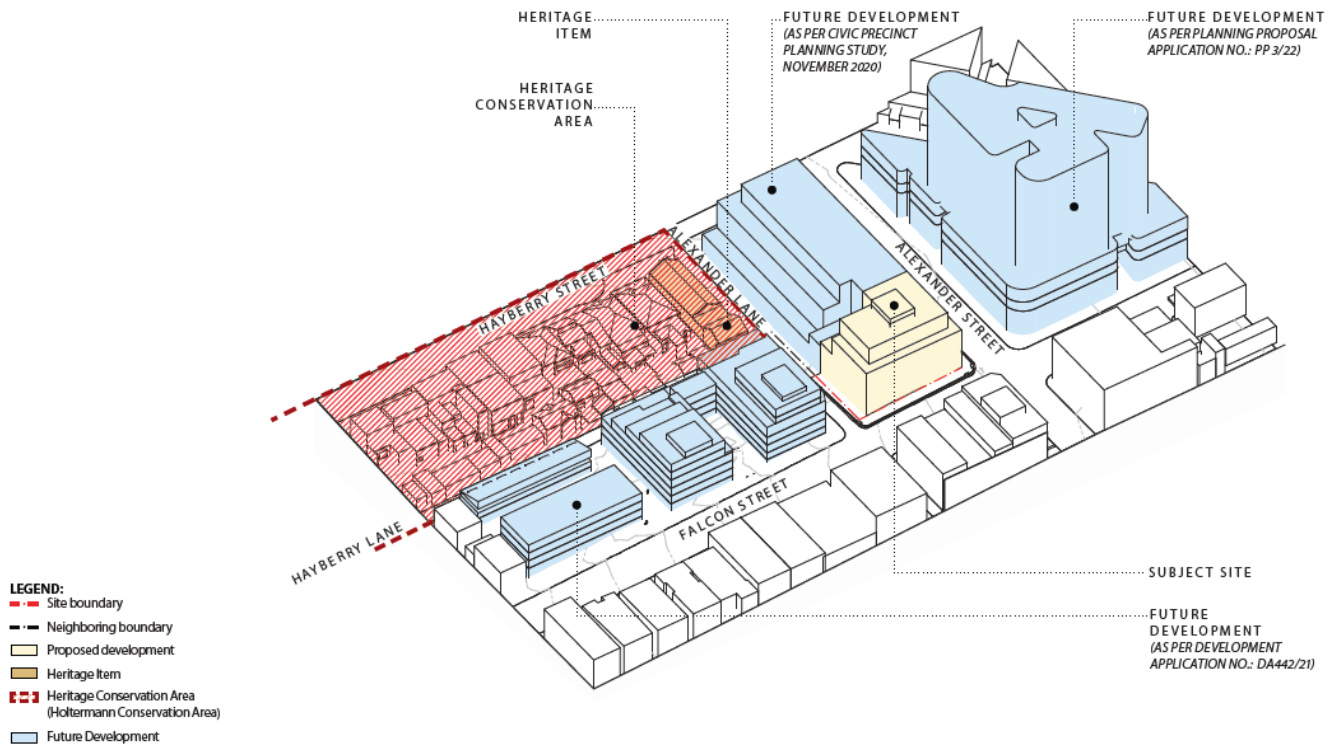 HERITAGE
ITEM
FUTURE DEVELOPMENT
(AS PER CIVIC PRECINCT
PLANNING STUDY,
NOVEMBER 2020)
FUTURE DEVELOPMENT
(AS PER PLANNING PROPOSAL
APPLICATION NO.: PP 3/22)
HERITAGE
CONSERVATION
AREA
ALEXANDER LANE
ALEXANDER STREET
HAYBERRY STREET
FALCON STREET
HAYBERRY LANE
SUBJECT SITE
FUTURE
DEVELOPMENT
(AS PER DEVELOPMENT
APPLICATION NO.: DA442/21)
LEGEND:
Site boundary
Neighboring boundary
Proposed development
Heritage Item
Heritage Conservation Area
(Holtermann Conservation Area)
Future Development